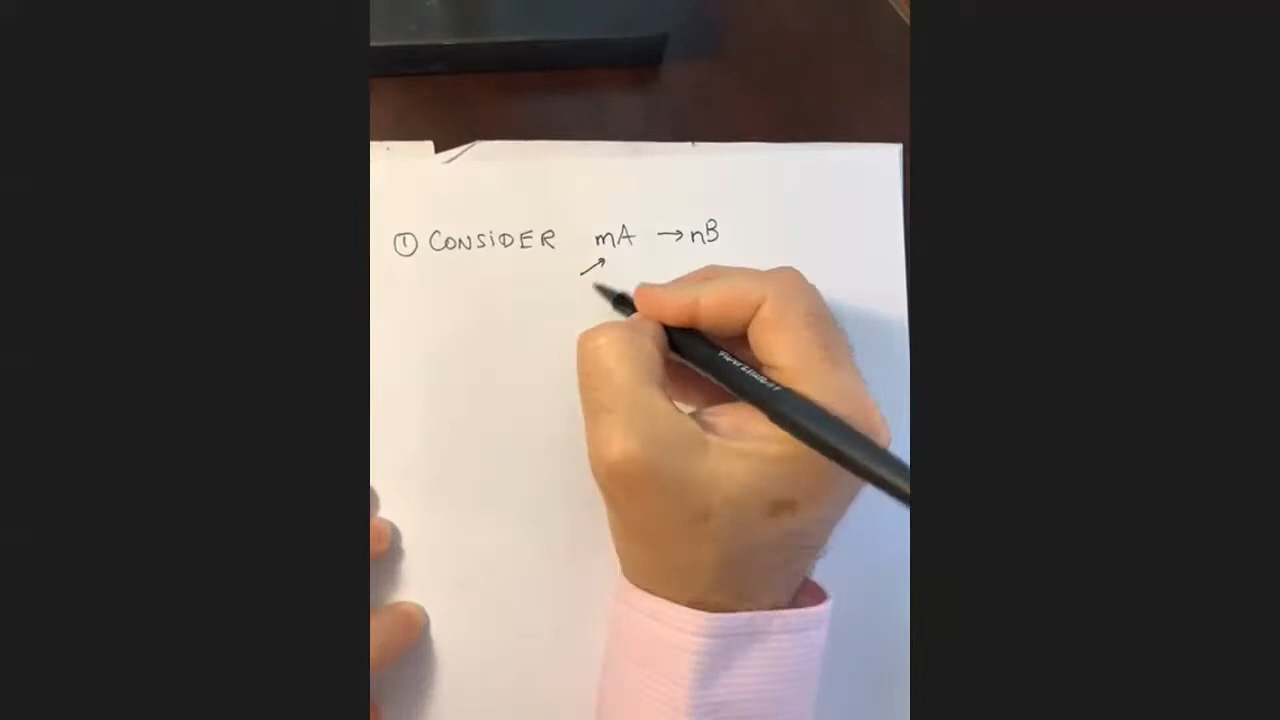 ① CONSIDER mA → nB